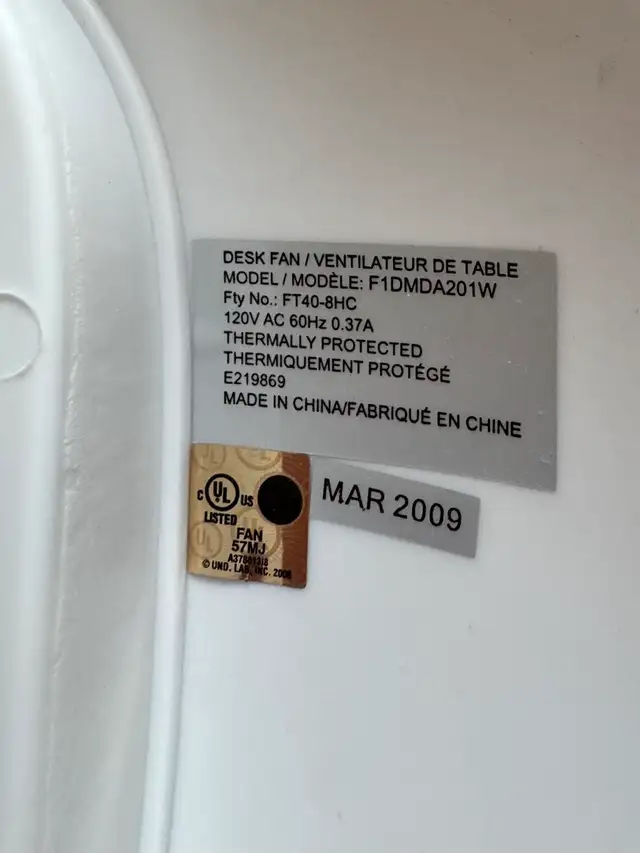 DESK FAN / VENTILATEUR DE TABLE
MODEL / MODÈLE: F1DMDA201W
Fty No.: FT40-8HC
120V AC 60Hz 0.37A
THERMALLY PROTECTED
THERMIQUEMENT PROTÉGÉ
E219869
MADE IN CHINA/FABRIQUÉ EN CHINE
C UL US
LISTED
FAN
57MJ
© UND. LAB. INC.
MAR 2009